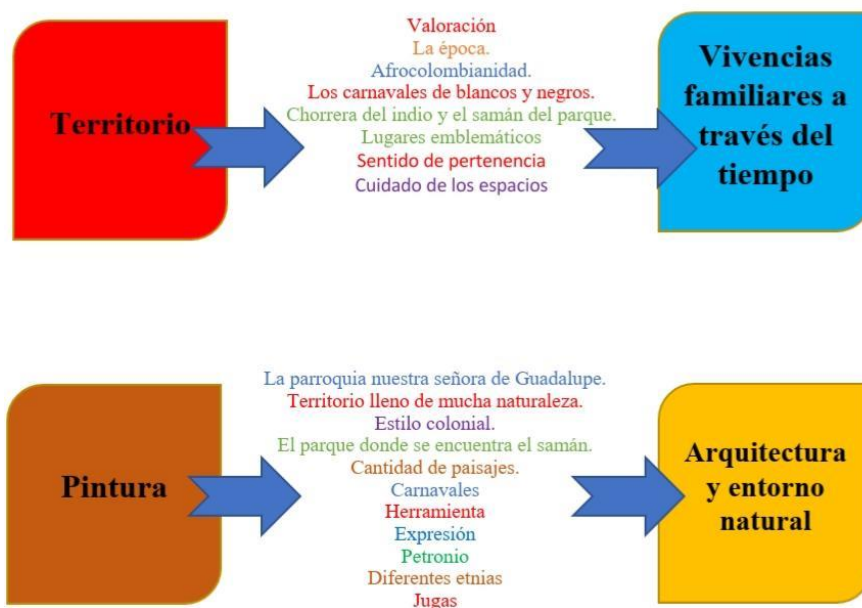 Territorio
Valoración
La época.
Afrocolombianidad.
Los carnavales de blancos y negros.
Chorrera del indio y el samán del parque.
Lugares emblemáticos
Sentido de pertenencia
Cuidado de los espacios
Vivencias
familiares a
través del
tiempo
Pintura
La parroquia nuestra señora de Guadalupe.
Territorio lleno de mucha naturaleza.
Estilo colonial.
El parque donde se encuentra el samán.
Cantidad de paisajes.
Carnavales
Herramienta
Expresión
Petronio
Diferentes etnias
Jugas
Arquitectura
y entorno
natural